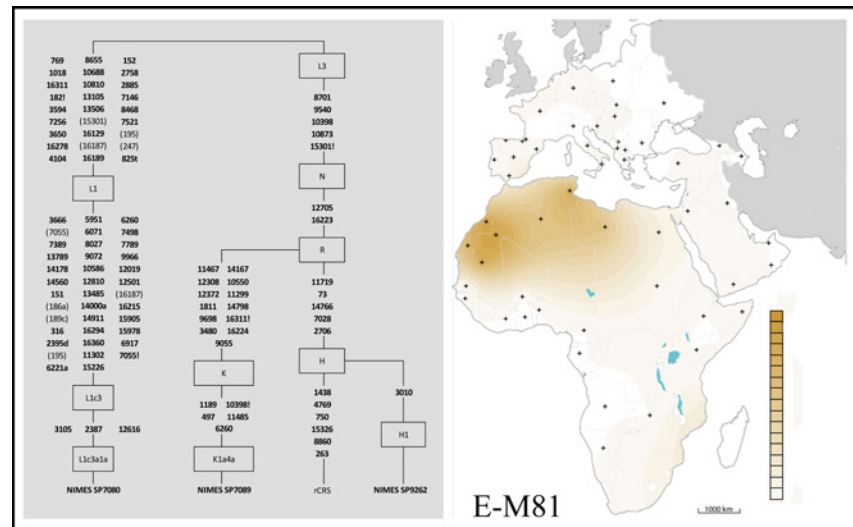 L3
769 8655 152
1018 10688 2758
16311 10810 2885
182! 13105 7146
3594 13506 8468
7256 (15301) 7521
3650 16129 (195)
16278 (16187) (247)
4104 16189 825t
8701
9540
10398
10873
15301!
N
L1
12705
16223
R
3666 5951 6260
(7055) 6071 7498
7389 8027 7789
13789 9072 9966
14178 10586 12019
14560 12810 12501
151 13485 (16187)
(186a) 14000a 16215
(189c) 14911 15905
316 16294 15978
2395d 16360 6917
(195) 11302 7055!
6221a 15226
11467 14167
12308 10550
12372 11299
1811 14798
9698 16311!
3480 16224
9055
11719
73
14766
7028
2706
H
K
L1c3
1189 10398!
497 11485
6260
1438
4769
750
15326
8860
263
3010
H1
3105 2387 12616
L1c3a1a
K1a4a
NIMES SP7080 NIMES SP7089 rCRS NIMES SP9262
E-M81
1000 km